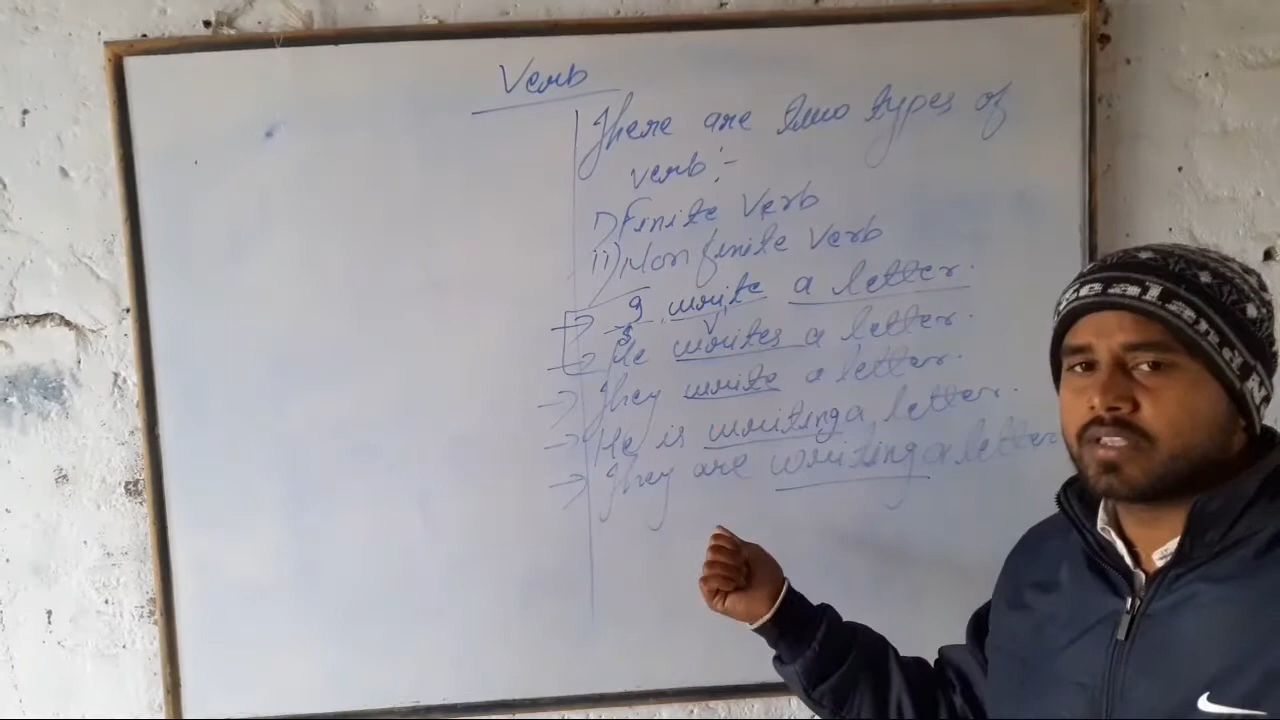 Verb
There are two types of
verb:-
i) Finite Verb
ii) Non finite Verb
→ I write a letter.
S V
→ He writes a letter.
→ They write a letter.
→ He is writing a letter.
→ They are writing a letter